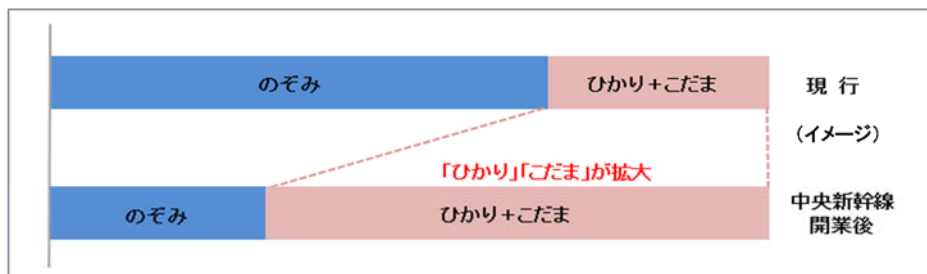 のぞみ
ひかり+こだま
現 行
(イメージ)
「ひかり」「こだま」が拡大
のぞみ
ひかり+こだま
中央新幹線
開業後